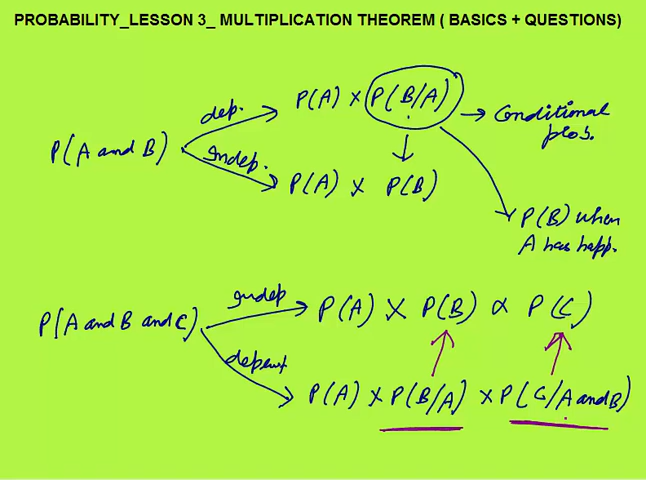 PROBABILITY_LESSON 3_ MULTIPLICATION THEOREM ( BASICS + QUESTIONS)
dep. P(A) × P(B/A) → Conditional prob.
P(A and B)
Indep. P(A) × P(B)
P(B) when
A has happ.
Indep P(A) × P(B) × P(C)
P(A and B and C)
depent P(A) × P(B/A) × P(C/A and B)